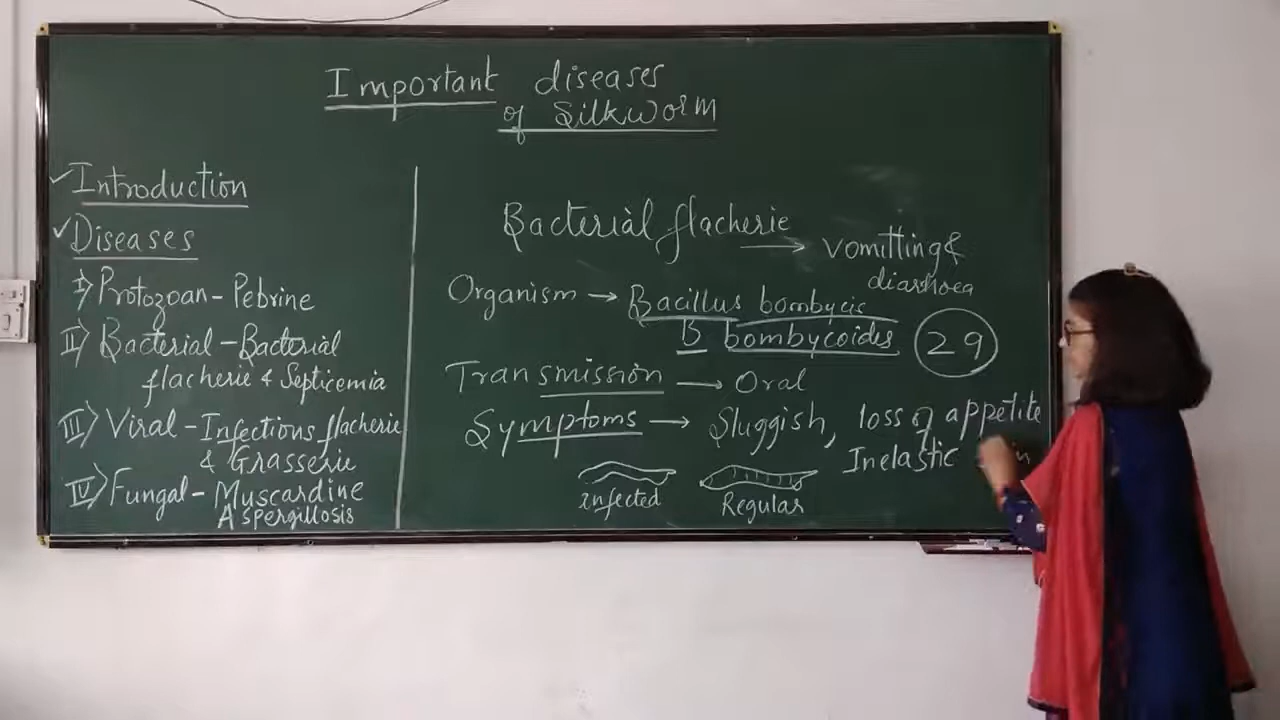 Important diseases
of Silkworm
✓Introduction
✓Diseases
I) Protozoan - Pebrine
II) Bacterial - Bacterial
flacherie & Septicemia
III) Viral - Infections flacherie
& Grasserie
IV) Fungal - Muscardine
Aspergillosis
Bacterial flacherie
→ vomitting &
diarrhoea
Organism → Bacillus bombycis
B bombycoides
29
Transmission → Oral
Symptoms → Sluggish, loss of appetite
Inelastic
infected
Regular